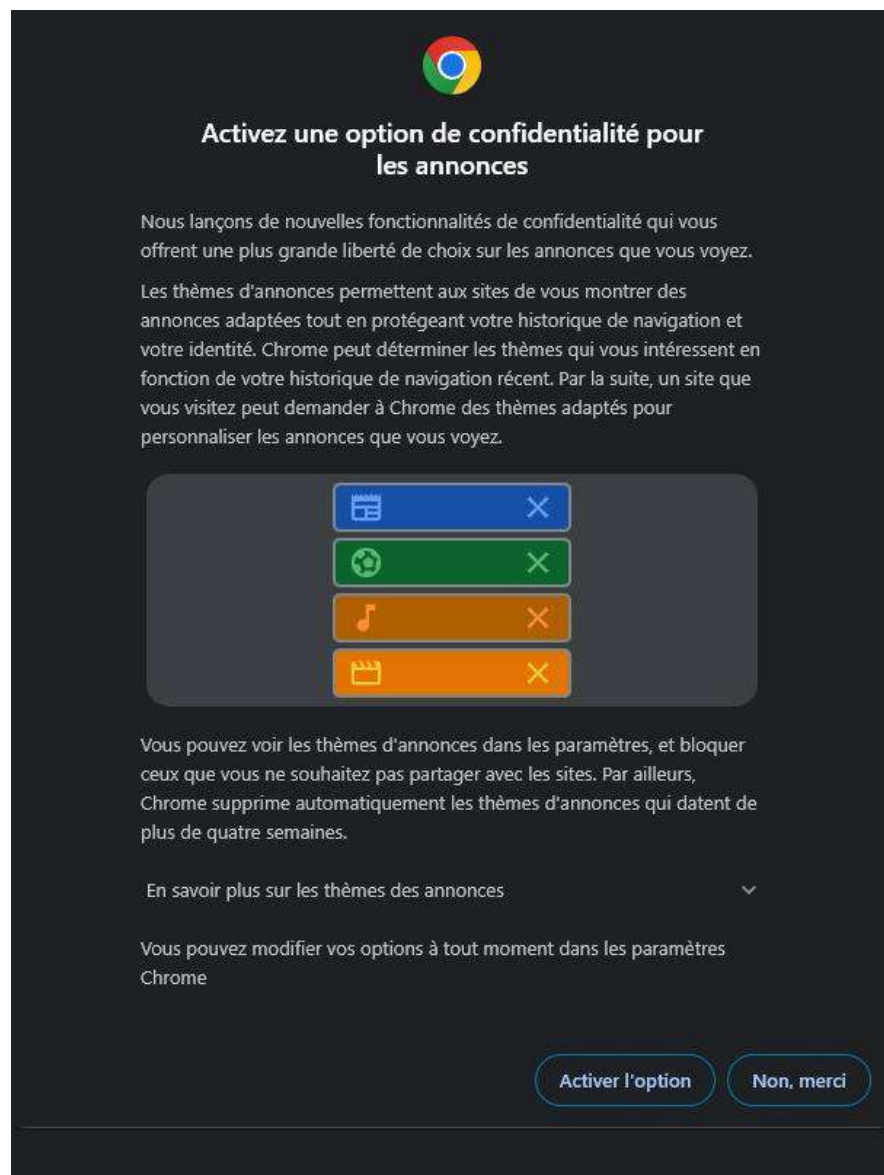 Activez une option de confidentialité pour
les annonces
Nous lançons de nouvelles fonctionnalités de confidentialité qui vous
offrent une plus grande liberté de choix sur les annonces que vous voyez.
Les thèmes d'annonces permettent aux sites de vous montrer des
annonces adaptées tout en protégeant votre historique de navigation et
votre identité. Chrome peut déterminer les thèmes qui vous intéressent en
fonction de votre historique de navigation récent. Par la suite, un site que
vous visitez peut demander à Chrome des thèmes adaptés pour
personnaliser les annonces que vous voyez.
Vous pouvez voir les thèmes d'annonces dans les paramètres, et bloquer
ceux que vous ne souhaitez pas partager avec les sites. Par ailleurs,
Chrome supprime automatiquement les thèmes d'annonces qui datent de
plus de quatre semaines.
En savoir plus sur les thèmes des annonces
Vous pouvez modifier vos options à tout moment dans les paramètres
Chrome
Activer l'option
Non, merci